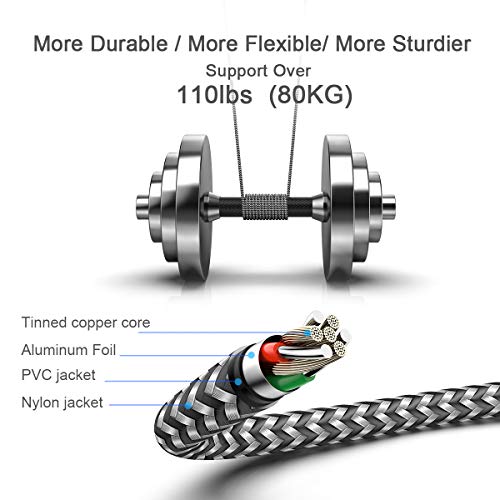 More Durable / More Flexible/ More Sturdier
Support Over
110lbs (80KG)
Tinned copper core
Aluminum Foil
PVC jacket
Nylon jacket